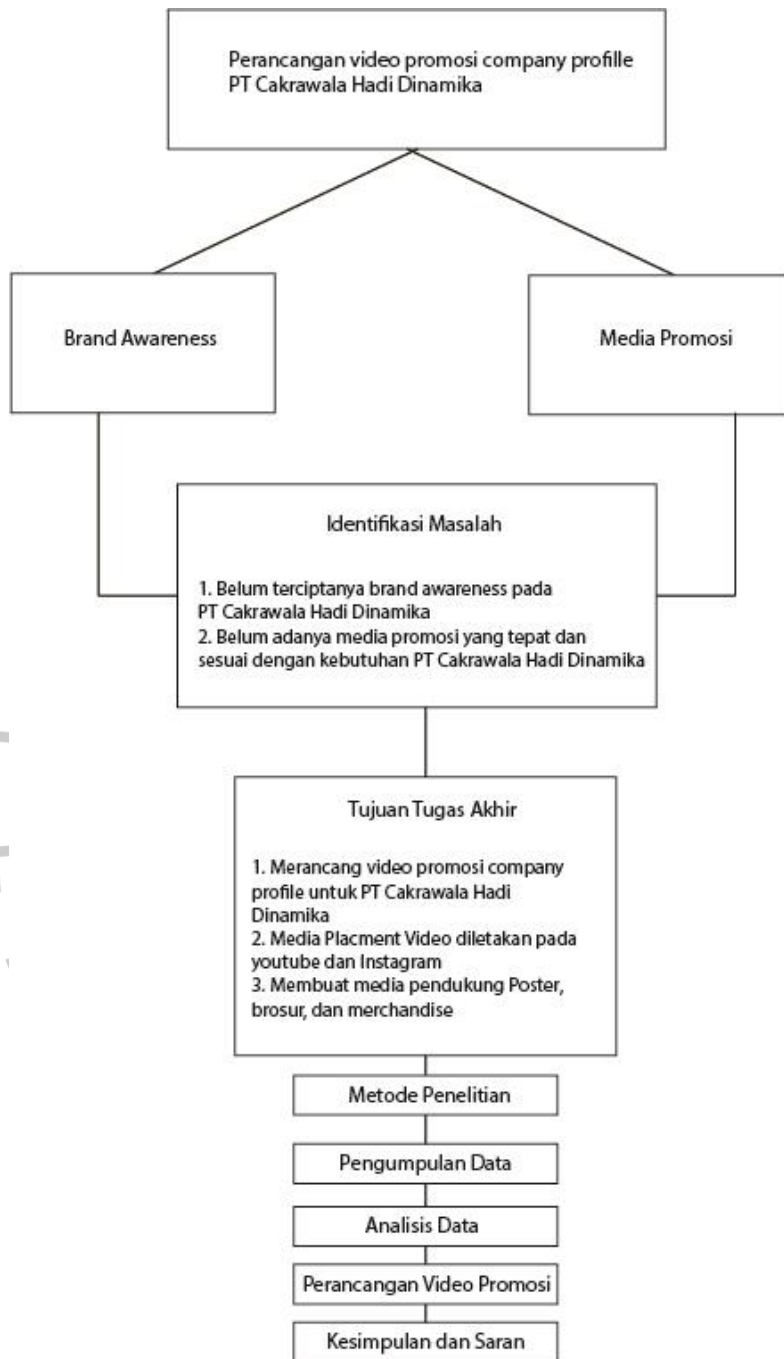 Perancangan video promosi company profille
PT Cakrawala Hadi Dinamika
Brand Awareness
Media Promosi
Identifikasi Masalah
1. Belum terciptanya brand awareness pada
PT Cakrawala Hadi Dinamika
2. Belum adanya media promosi yang tepat dan
sesuai dengan kebutuhan PT Cakrawala Hadi Dinamika
Tujuan Tugas Akhir
1. Merancang video promosi company
profile untuk PT Cakrawala Hadi
Dinamika
2. Media Placment Video diletakan pada
youtube dan Instagram
3. Membuat media pendukung Poster,
brosur, dan merchandise
Metode Penelitian
Pengumpulan Data
Analisis Data
Perancangan Video Promosi
Kesimpulan dan Saran